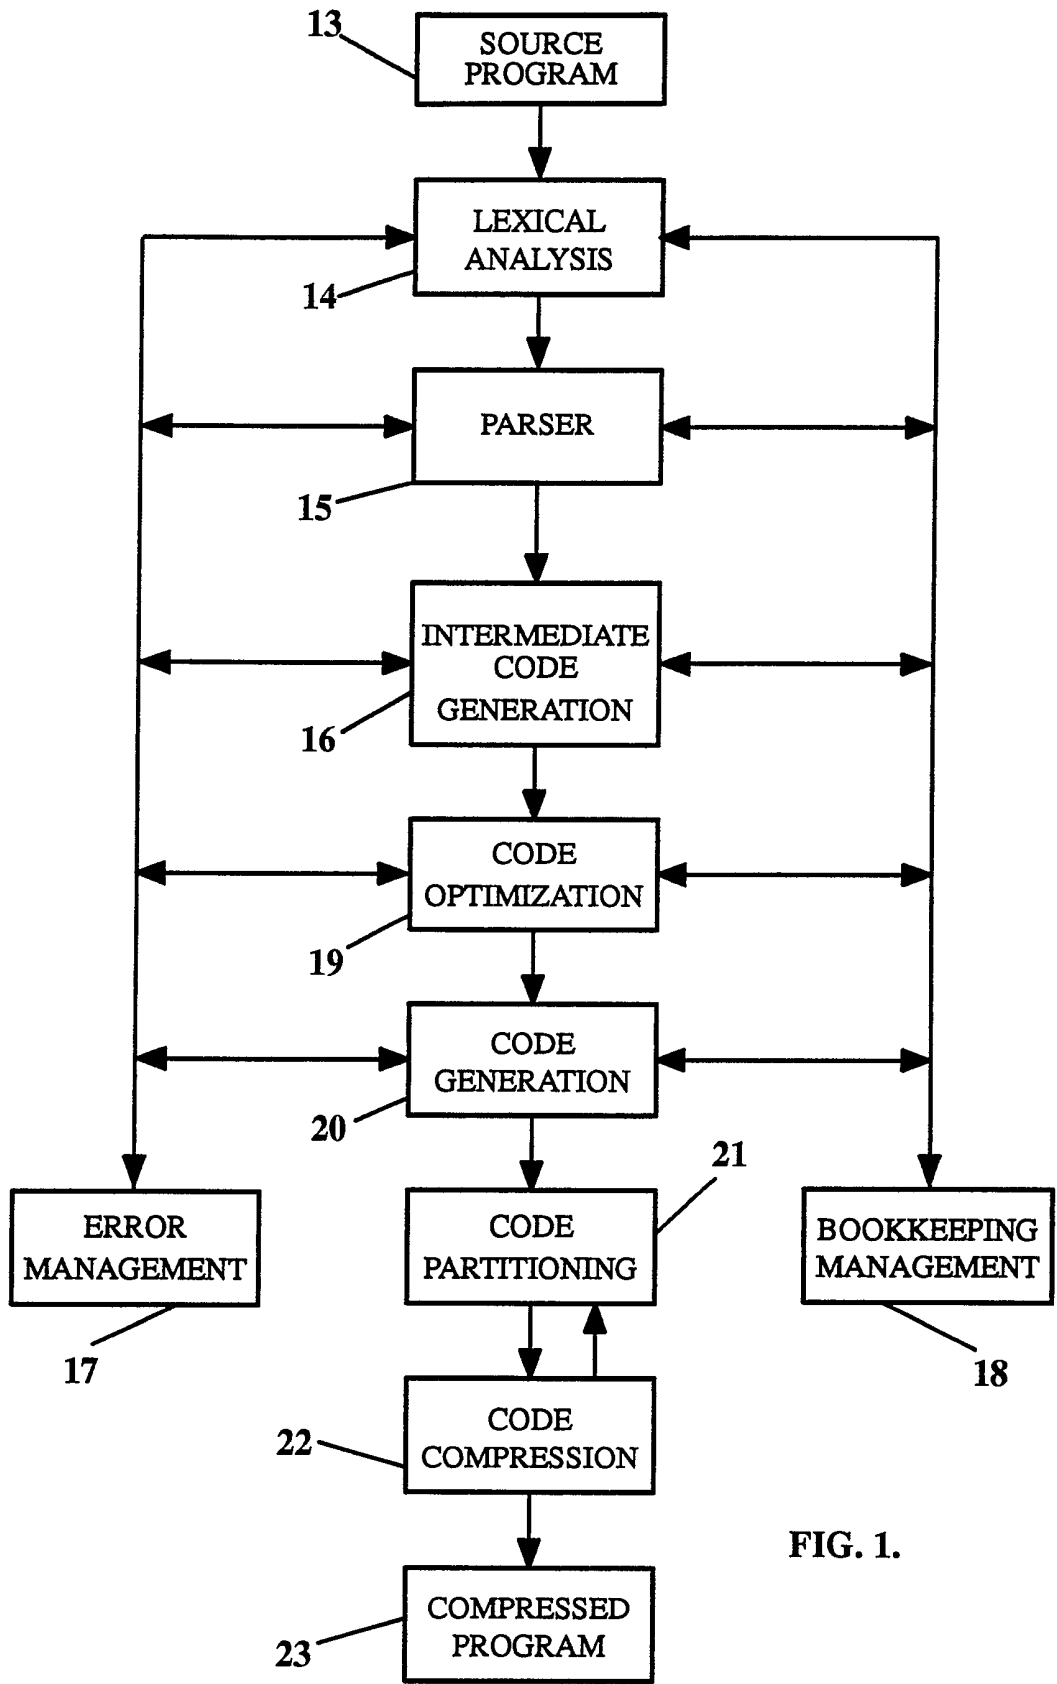 13
SOURCE
PROGRAM
LEXICAL
ANALYSIS
14
PARSER
15
INTERMEDIATE
CODE
GENERATION
16
CODE
OPTIMIZATION
19
CODE
GENERATION
20
21
ERROR
MANAGEMENT
17
CODE
PARTITIONING
BOOKKEEPING
MANAGEMENT
18
CODE
COMPRESSION
22
FIG. 1.
COMPRESSED
PROGRAM
23